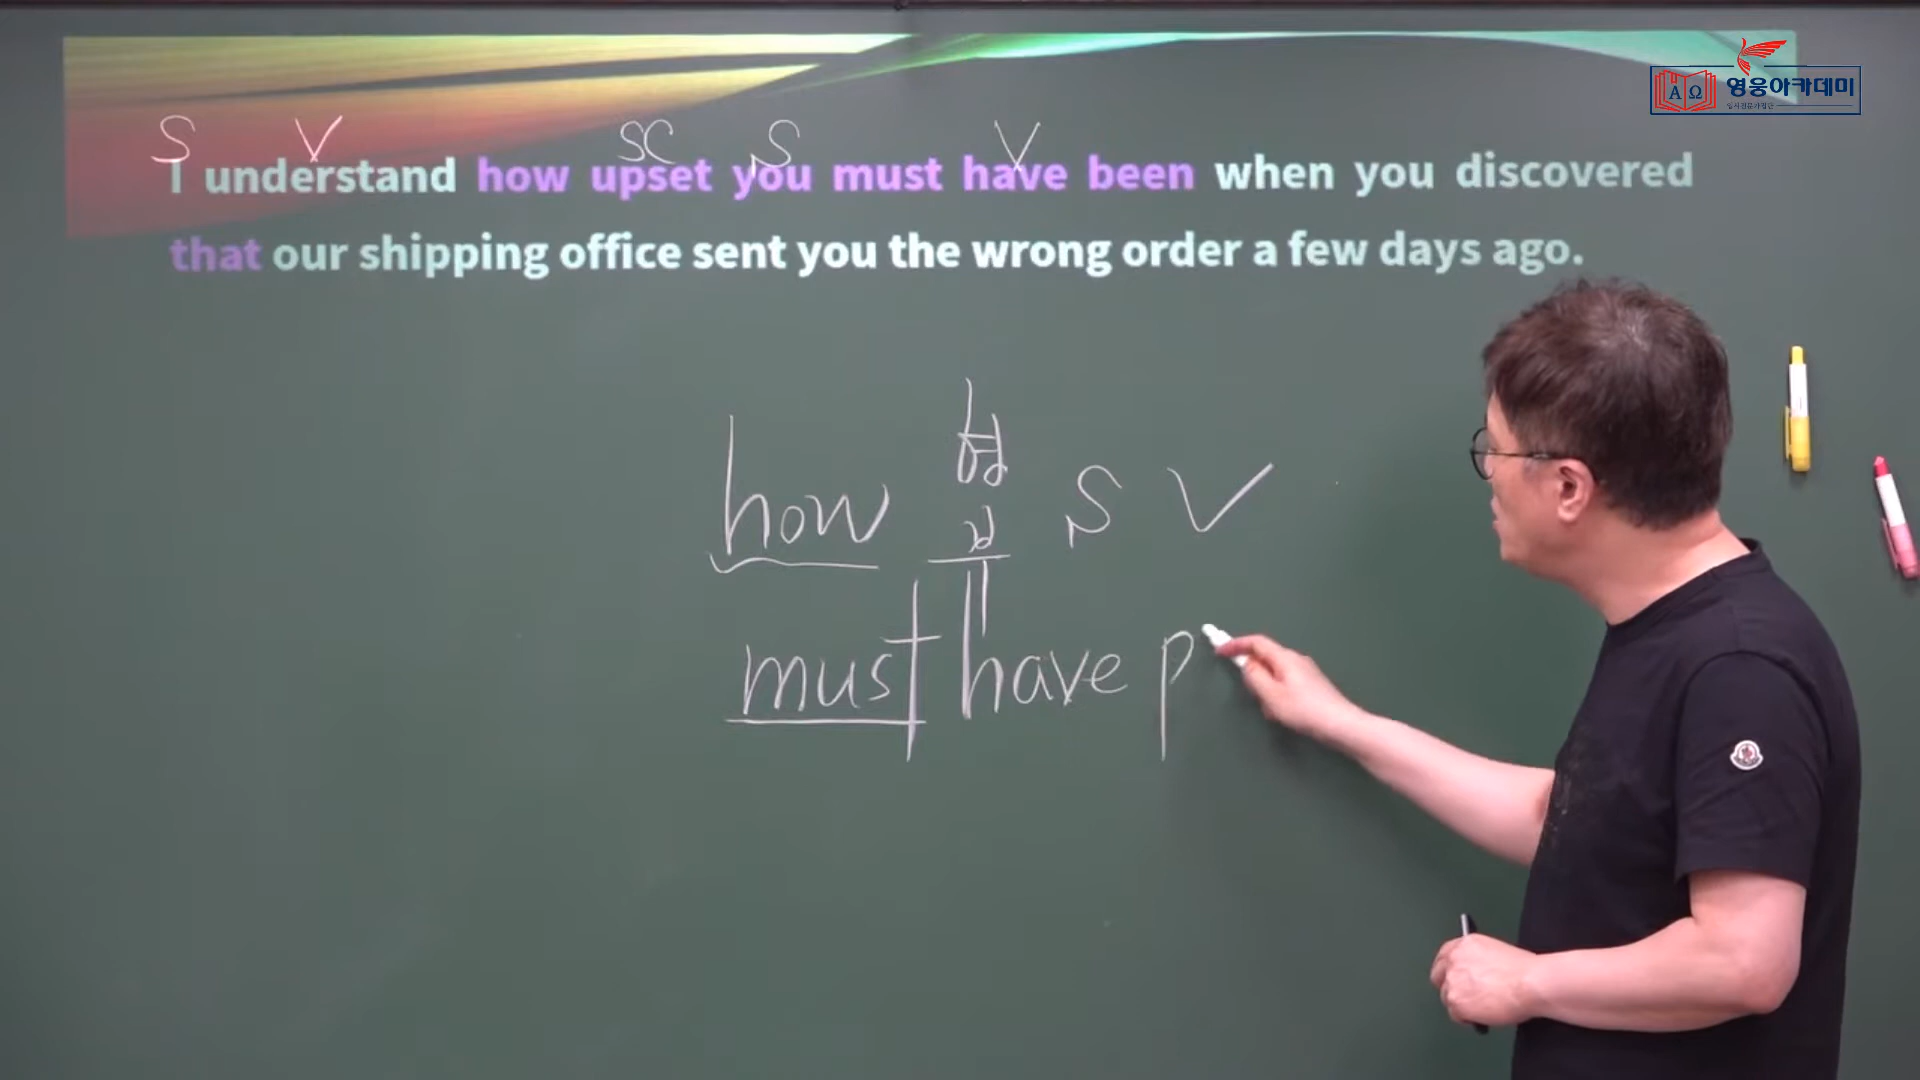 영웅아카데미
S V SC S V
I understand how upset you must have been when you discovered
that our shipping office sent you the wrong order a few days ago.
how 형 부 S V
must have p